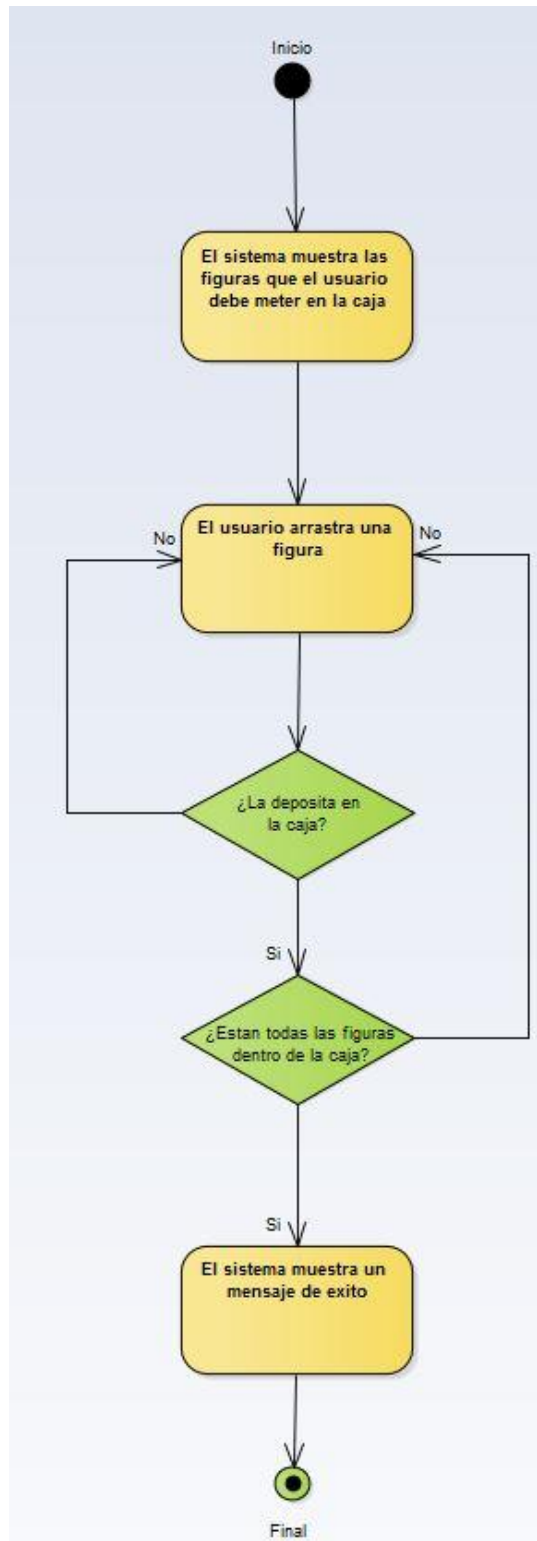 Inicio
El sistema muestra las
figuras que el usuario
debe meter en la caja
El usuario arrastra una
figura
No
No
¿La deposita en
la caja?
Si
¿Estan todas las figuras
dentro de la caja?
Si
El sistema muestra un
mensaje de exito
Final